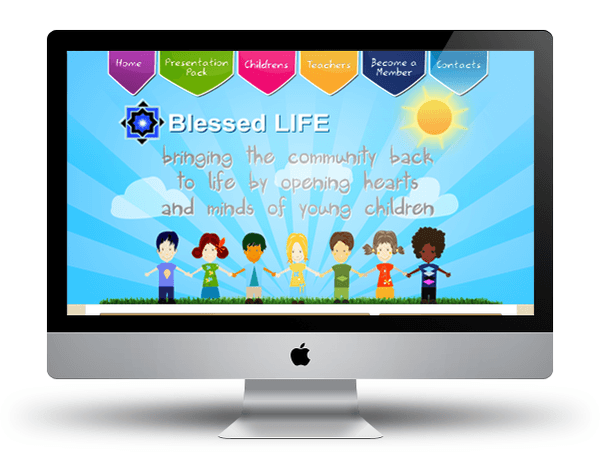 Home
Presentation
Pack
Childrens
Teachers
Become a
Member
Contacts
Blessed LIFE
bringing the community back
to life by opening hearts
and minds of young children